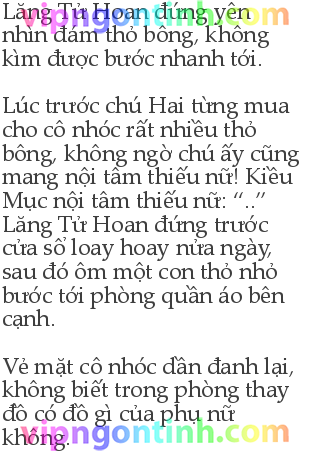 vipngontinh.com
Lăng Tử Hoan đứng yên
nhìn đám thỏ bông, không
kìm được bước nhanh tới.
Lúc trước chú Hai từng mua
cho cô nhóc rất nhiều thỏ
bông, không ngờ chú ấy cũng
mang nội tâm thiếu nữ! Kiều
Mục nội tâm thiếu nữ: “..”
Lăng Tử Hoan đứng trước
cửa sổ loay hoay nửa ngày,
sau đó ôm một con thỏ nhỏ
bước tới phòng quần áo bên
cạnh.
Vẻ mặt cô nhóc dần đanh lại,
không biết trong phòng thay
đồ có đồ gì của phụ nữ
không.
vipngontinh.com